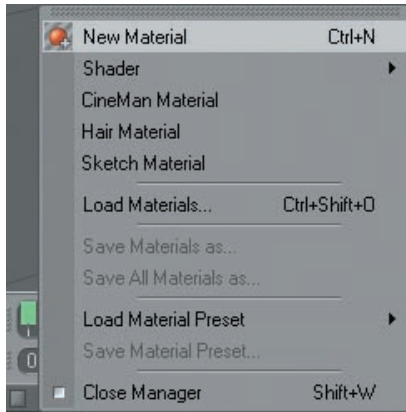 New Material Ctrl+N
Shader
CineMan Material
Hair Material
Sketch Material
Load Materials... Ctrl+Shift+O
Save Materials as...
Save All Materials as...
Load Material Preset
Save Material Preset...
Close Manager Shift+W
0